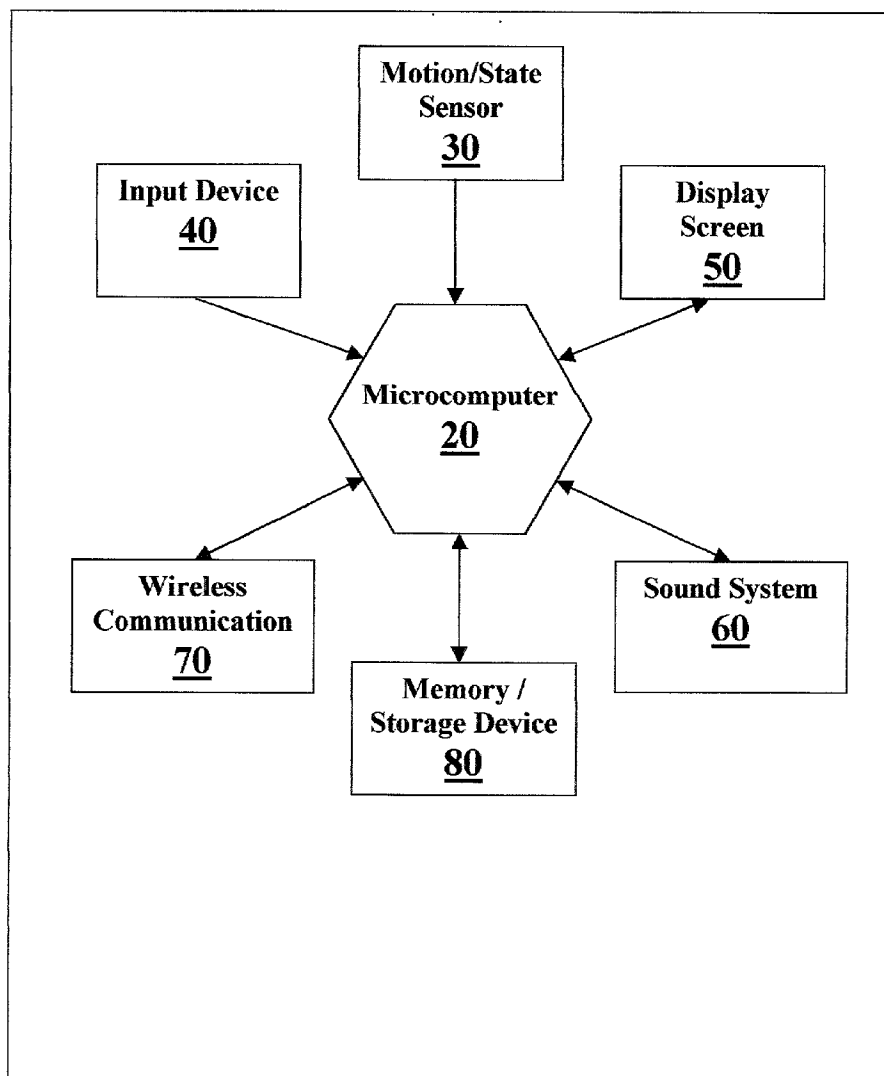 Motion/State
Sensor
30
Input Device
40
Display
Screen
50
Microcomputer
20
Wireless
Communication
70
Sound System
60
Memory /
Storage Device
80